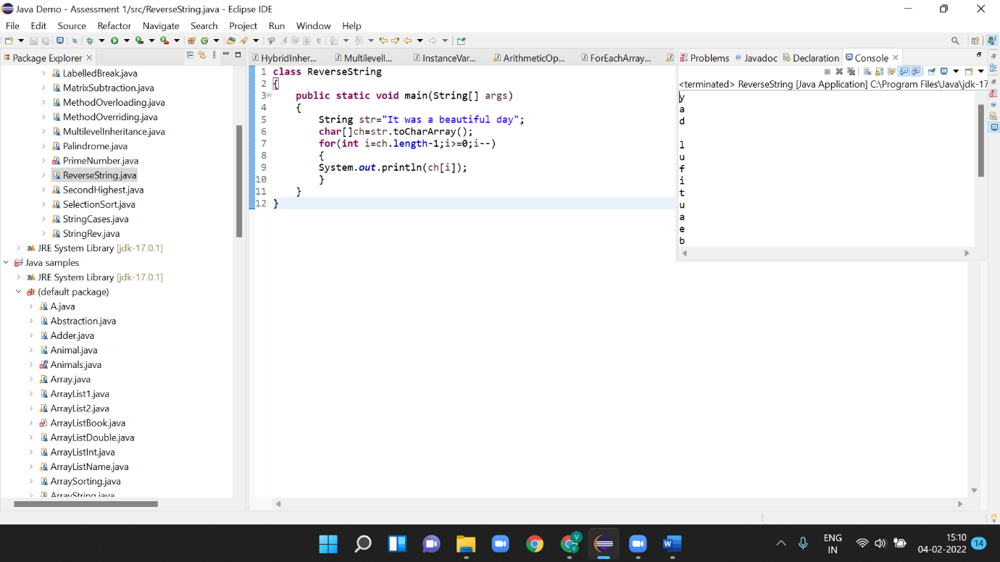 Java Demo - Assessment 1/src/ReverseString.java - Eclipse IDE
File Edit Source Refactor Navigate Search Project Run Window Help
Package Explorer
LabelledBreak.java
MatrixSubtraction.java
MethodOverloading.java
MethodOverriding.java
MultilevelInheritance.java
Palindrome.java
PrimeNumber.java
ReverseString.java
SecondHighest.java
SelectionSort.java
StringCases.java
StringRev.java
JRE System Library [jdk-17.0.1]
Java samples
JRE System Library [jdk-17.0.1]
(default package)
A.java
Abstraction.java
Adder.java
Animal.java
Animals.java
Array.java
ArrayList1.java
ArrayList2.java
ArrayListBook.java
ArrayListDouble.java
ArrayListInt.java
ArrayListName.java
ArraySorting.java
ArrayString.java
HybridInher... Multilevell... InstanceVar... ArithmeticOp... ForEachArray...
1 class ReverseString
2 {
3 public static void main(String[] args)
4 {
5 String str="It was a beautiful day";
6 char[]ch=str.toCharArray();
7 for(int i=ch.length-1;i>=0;i--)
8 {
9 System.out.println(ch[i]);
10 }
11 }
12 }
Problems Javadoc Declaration Console
<terminated> ReverseString [Java Application] C:\Program Files\Java\jdk-17
y
a
d
l
u
f
i
t
u
a
e
b
ENG
IN
15:10
04-02-2022
14